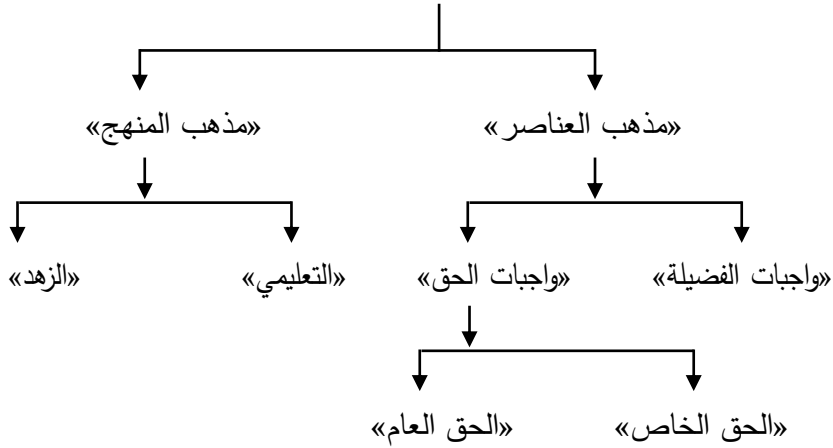 «مذهب العناصر» «مذهب المنهج»
«واجبات الفضيلة» «واجبات الحق» «التعليمي» «الزهد»
«الحق الخاص» «الحق العام»